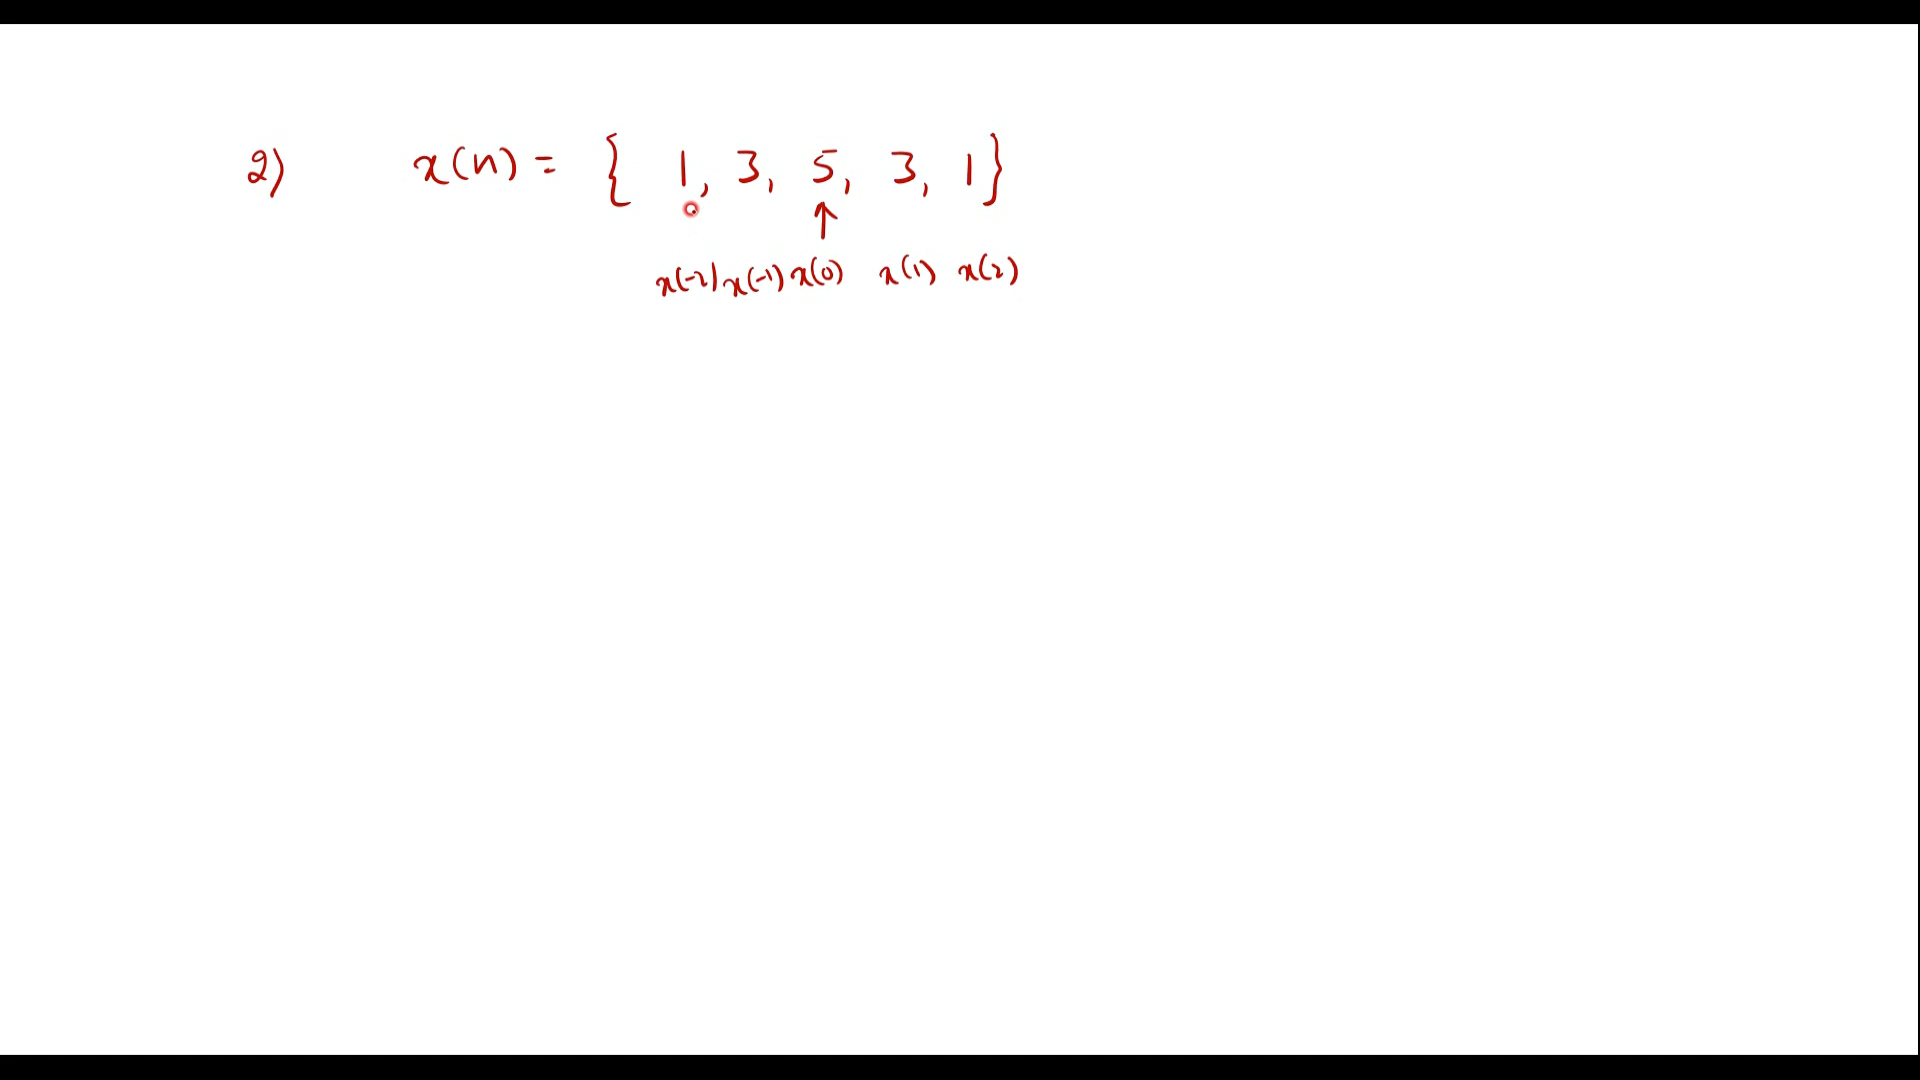 2) x(n) = { 1, 3, 5, 3, 1}
↑
x(-2) x(-1) x(0) x(1) x(2)